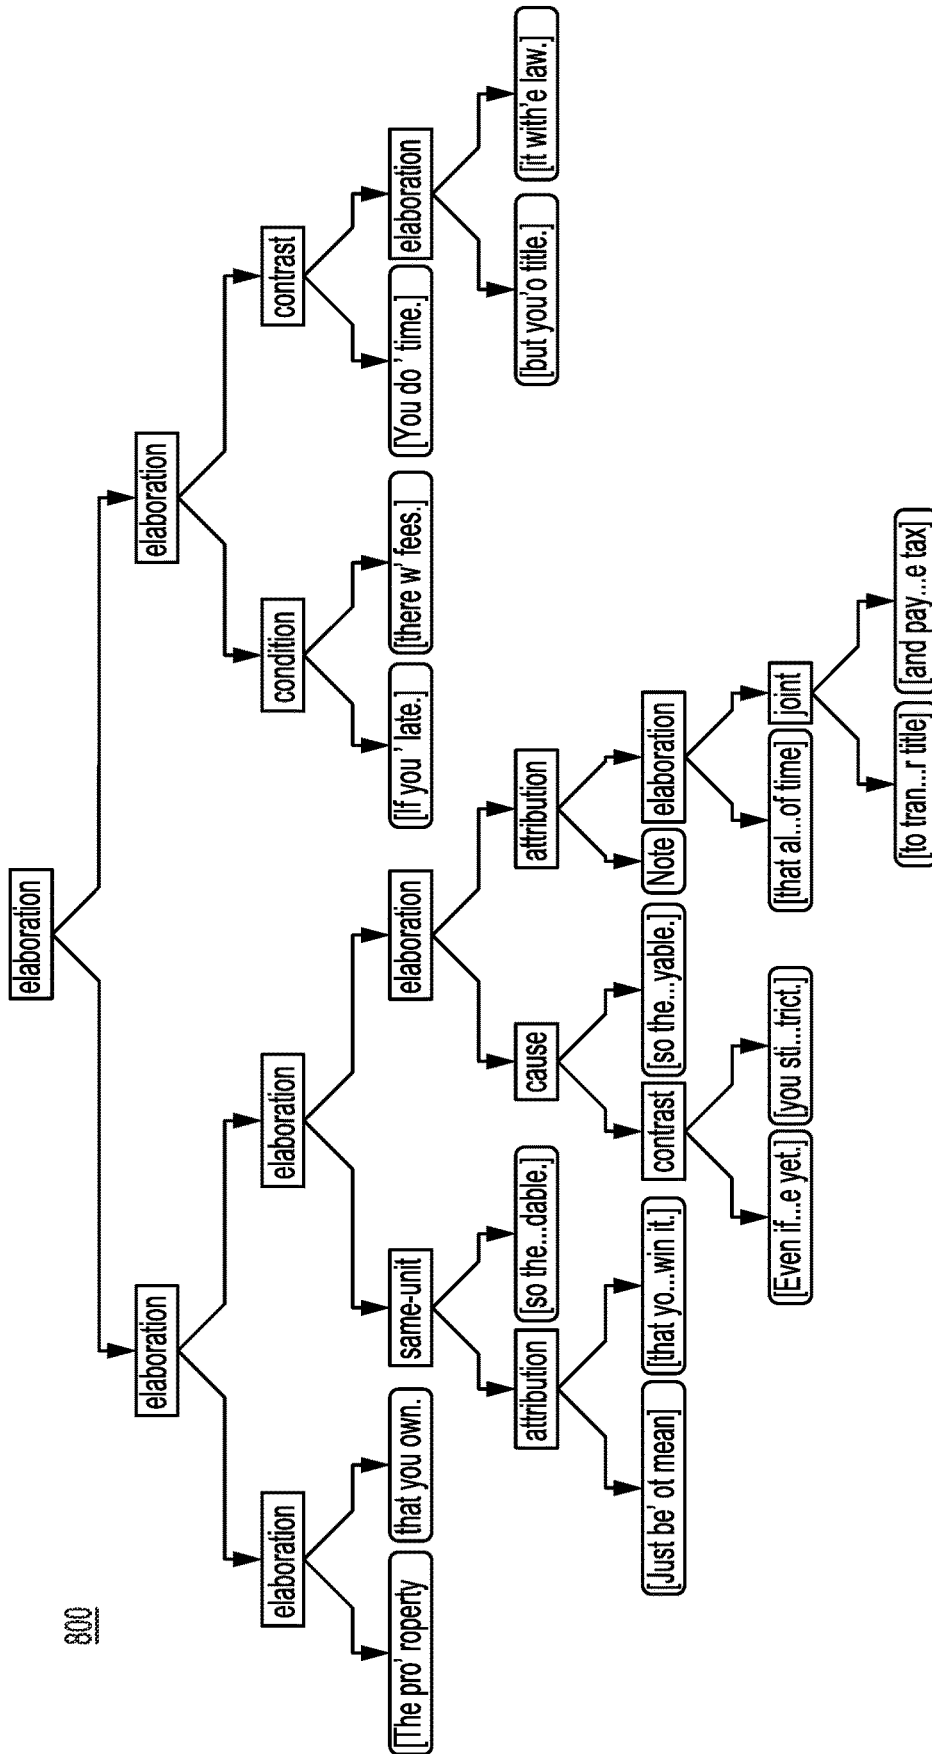 800
elaboration
elaboration
elaboration
elaboration
elaboration
condition
contrast
[The pro' roperty
that you own.
same-unit
elaboration
[If you ' late.]
[there w' fees.]
[You do ' time.]
elaboration
attribution
[so the...dable.]
cause
attribution
[but you'o title.]
[it with'e law.]
[Just be' ot mean]
[that yo...win it.]
contrast
[so the...yable.]
Note
elaboration
[Even if...e yet.]
[you sti...trict.]
[that al...of time]
joint
[to tran...r title]
[and pay...e tax]